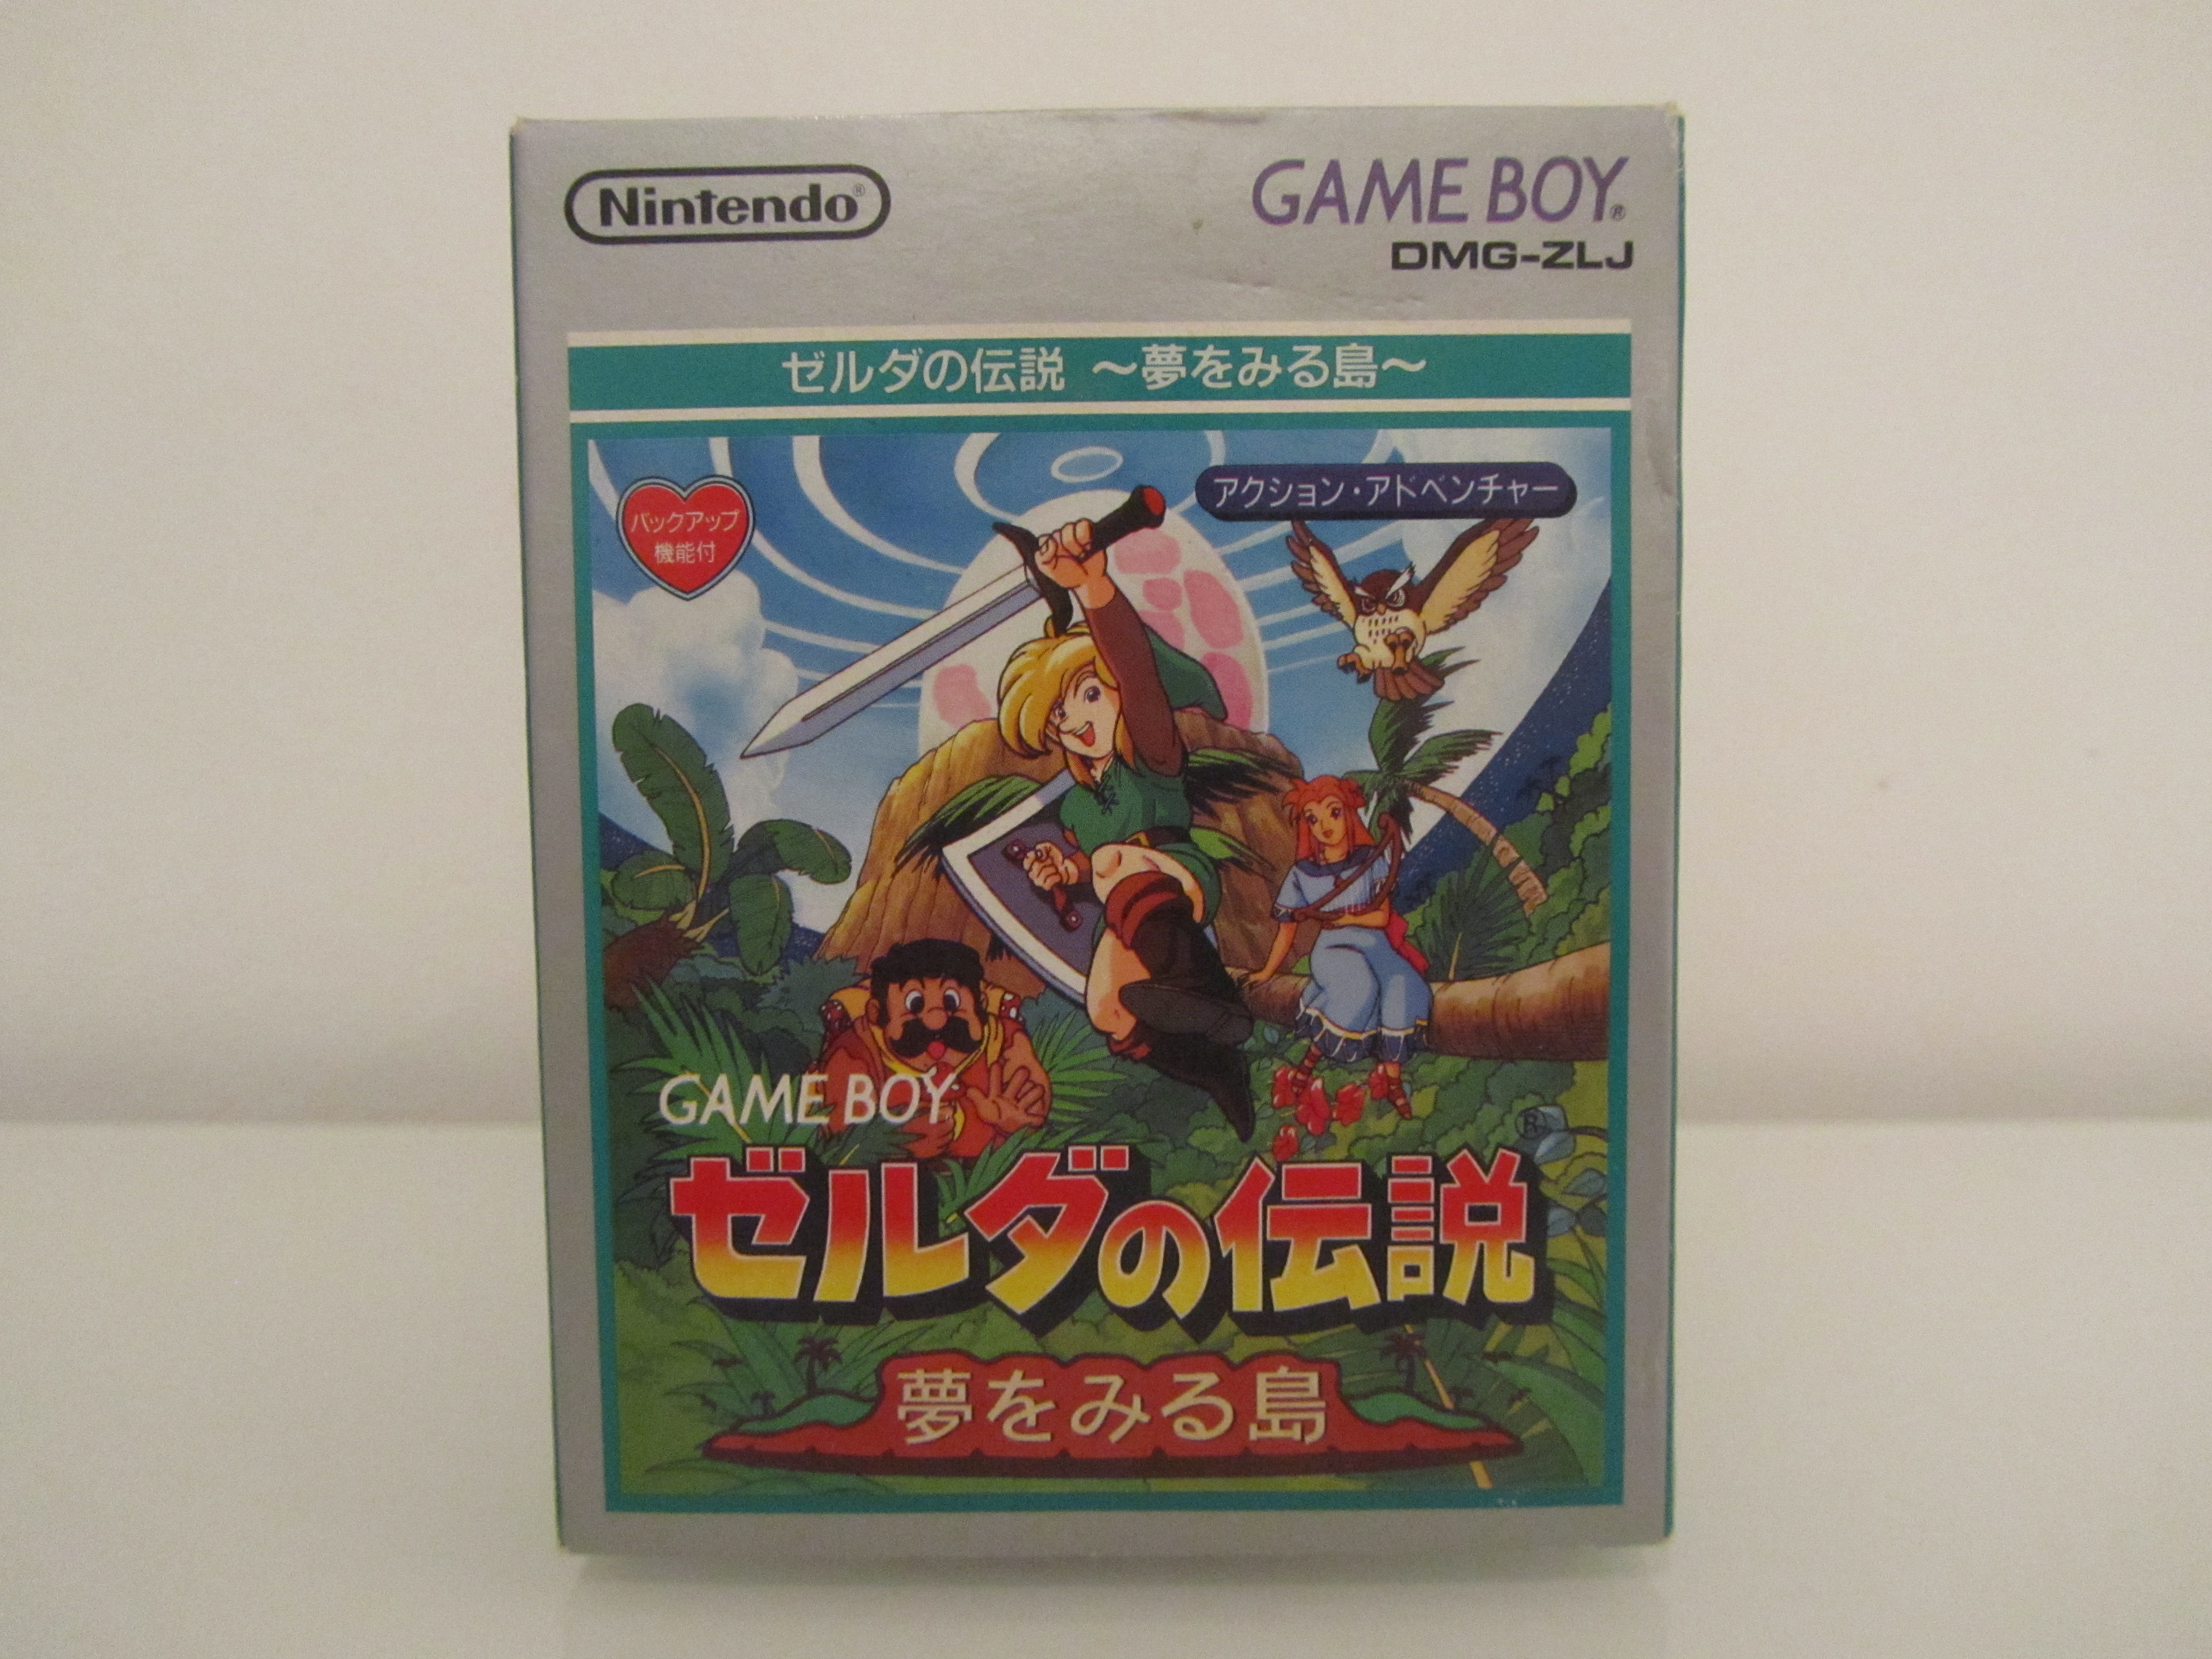 Nintendo®
GAME BOY®
DMG-ZLJ
ゼルダの伝説 ～夢をみる島～
アクション・アドベンチャー
バックアップ
機能付
GAME BOY
®
ゼルダの伝説
夢をみる島